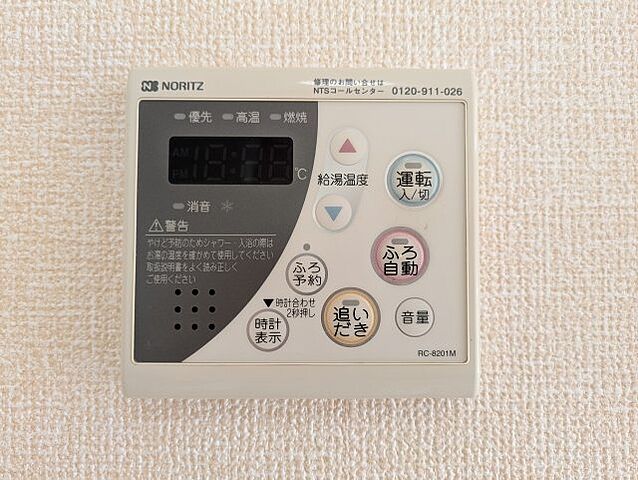 NORITZ
修理のお問い合せは
NTSコールセンター 0120-911-026
優先 高温 燃焼
AM
PM
℃
給湯温度
運転
入/切
消音
警告
やけど予防のためシャワー・入浴の際は
お湯の温度を確かめて使用してください
取扱説明書をよく読み正しく
ご使用ください
ふろ
自動
ふろ
予約
▼時計合わせ
2秒押し
時計
表示
追い
だき
音量
RC-8201M